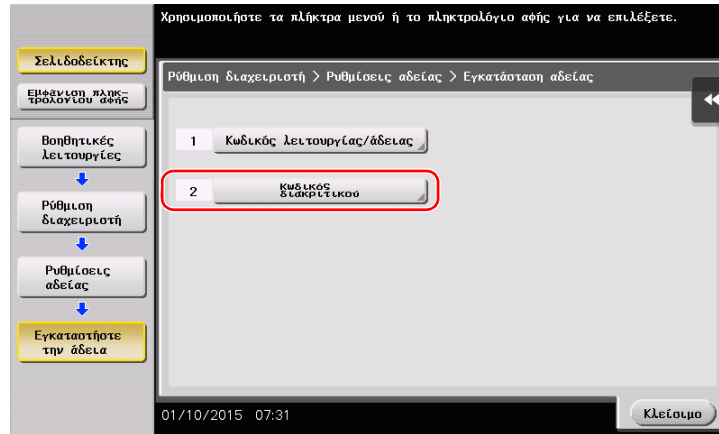 Χρησιμοποιήστε τα πλήκτρα μενού ή το πληκτρολόγιο αφής για να επιλέξετε.
Σελιδοδείκτης
Εμφάνιση πληκ-
τρολογίου αφής
Βοηθητικές
λειτουργίες
Ρύθμιση
διαχειριστή
Ρυθμίσεις
αδείας
Εγκαταστήστε
την άδεια
Ρύθμιση διαχειριστή > Ρυθμίσεις αδείας > Εγκατάσταση αδείας
1 Κωδικός λειτουργίας/άδειας
2 Κωδικός
διακριτικού
01/10/2015 07:31
Κλείσιμο